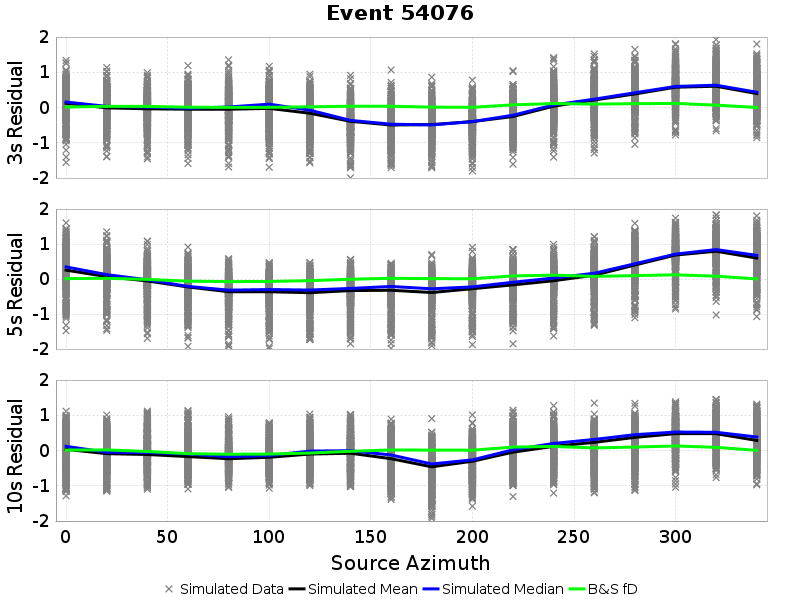 Event 54076
3s Residual
2
1
0
-1
-2
5s Residual
2
1
0
-1
-2
10s Residual
2
1
0
-1
-2
0 50 100 150 200 250 300
Source Azimuth
Simulated Data Simulated Mean Simulated Median B&S fD